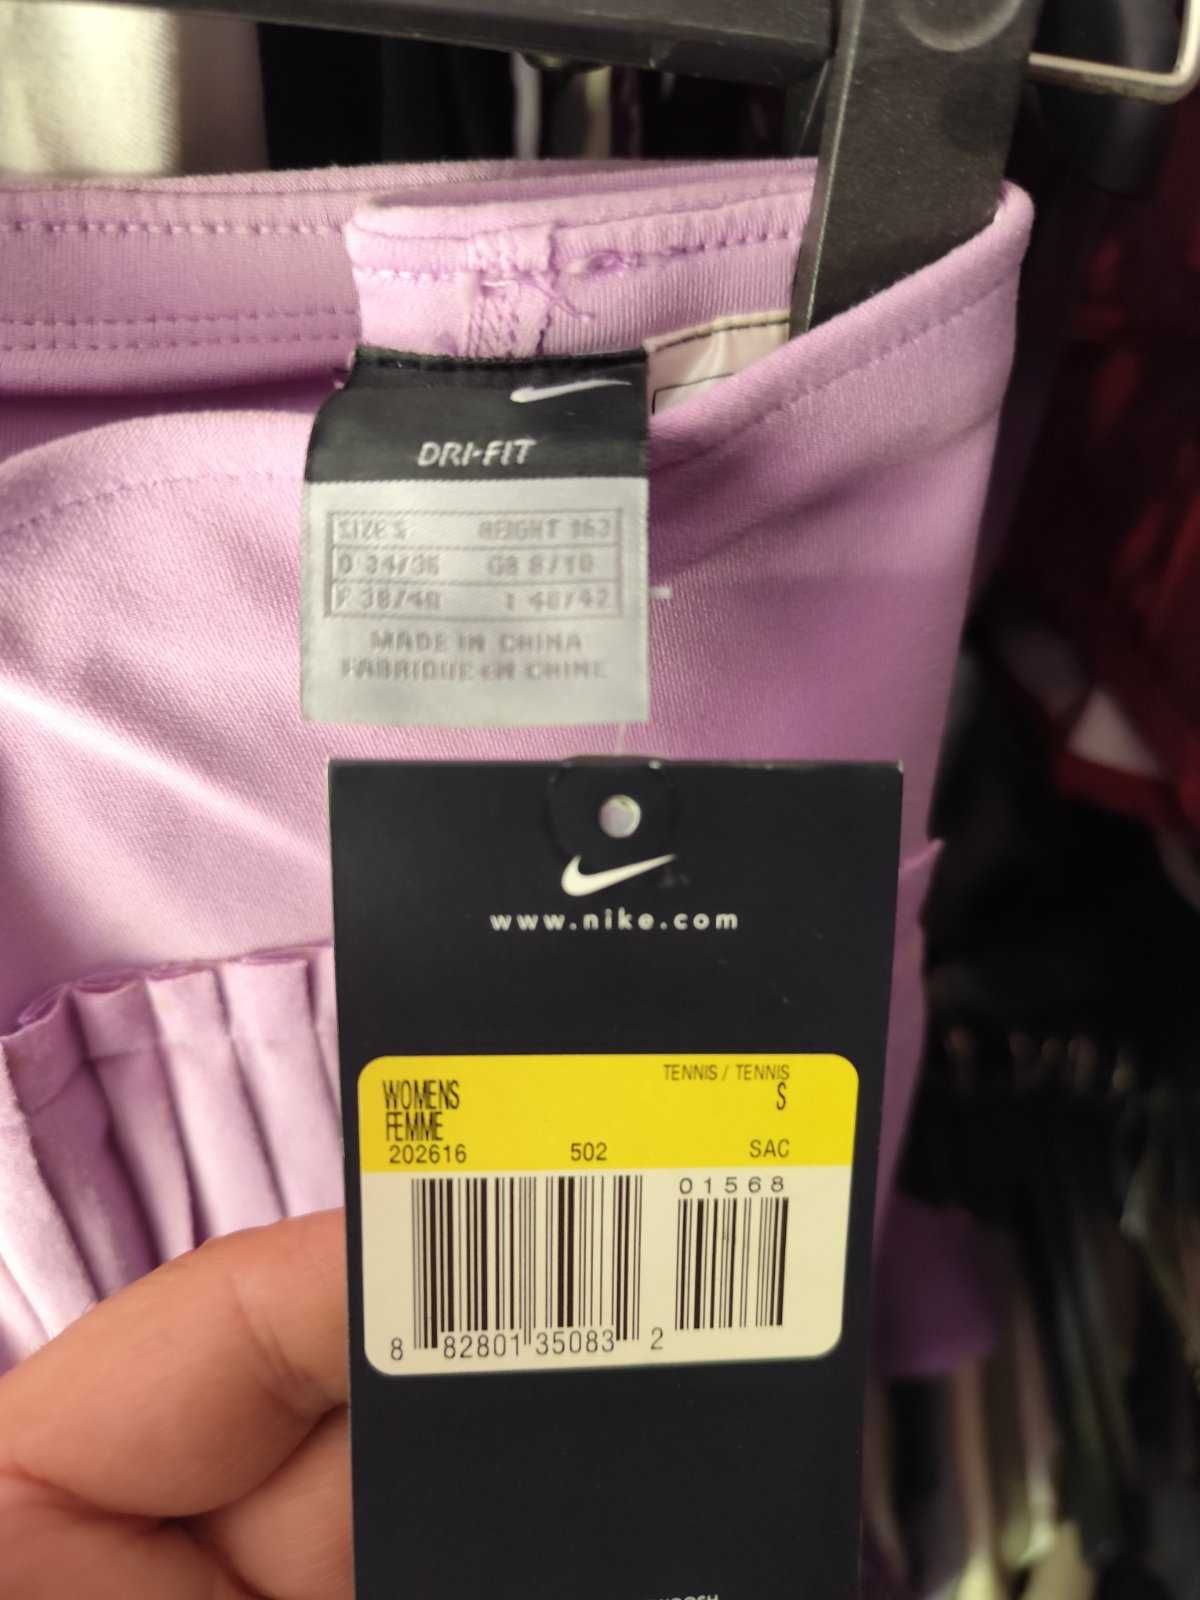 DRI-FIT
SIZE S HEIGHT 163
D 34/36 GB 8/10
F 38/40 I 40/42
MADE IN CHINA
FABRIQUE EN CHINE
www.nike.com
TENNIS / TENNIS
WOMENS S
FEMME
202616 502 SAC
01568
8 82801 35083 2